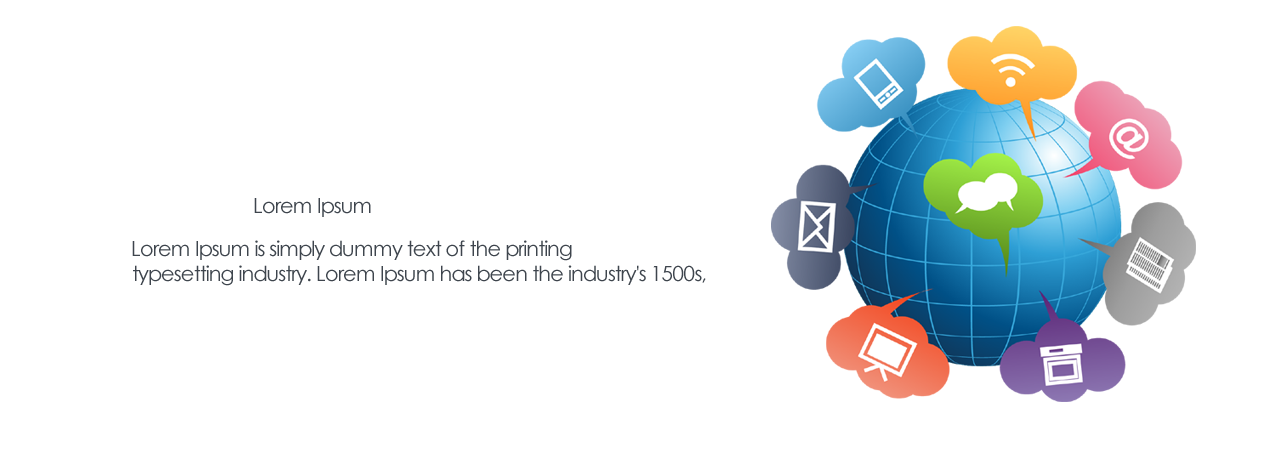 Lorem Ipsum
Lorem Ipsum is simply dummy text of the printing
typesetting industry. Lorem Ipsum has been the industry's 1500s,
@